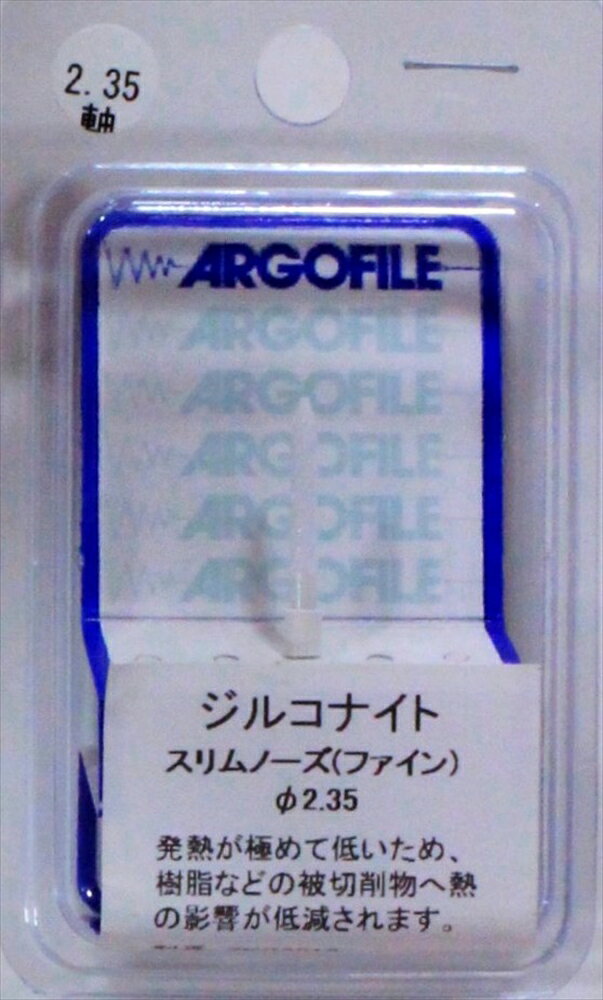 2.35
軸
ARGOFILE
ARGOFILE
ARGOFILE
ARGOFILE
ARGOFILE
ARGOFILE
ジルコナイト
スリムノーズ(ファイン)
φ2.35
発熱が極めて低いため、
樹脂などの被切削物へ熱
の影響が低減されます。